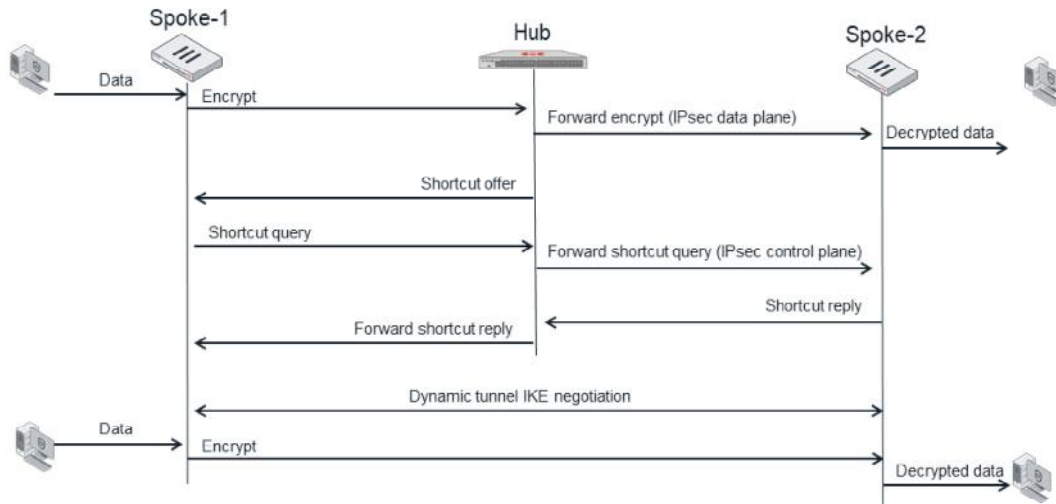 Spoke-1
Hub
Spoke-2
Data
Encrypt
Forward encrypt (IPsec data plane)
Decrypted data
Shortcut offer
Shortcut query
Forward shortcut query (IPsec control plane)
Shortcut reply
Forward shortcut reply
Dynamic tunnel IKE negotiation
Data
Encrypt
Decrypted data